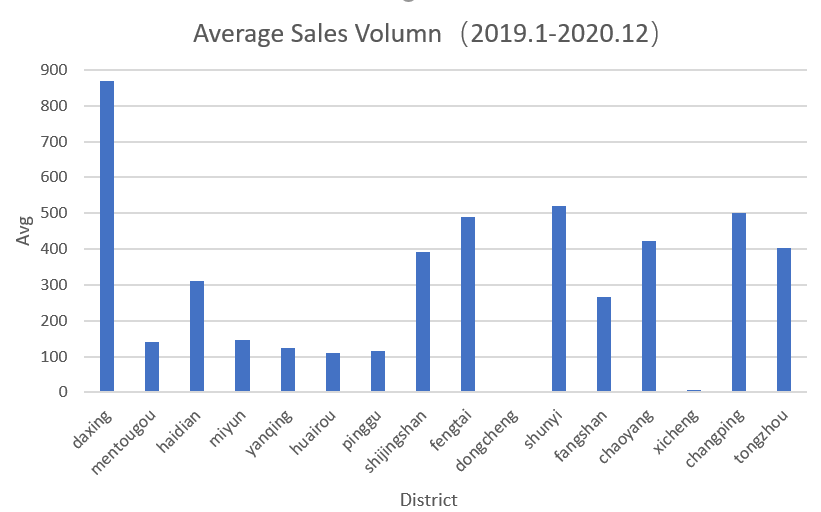 Average Sales Volumn（2019.1-2020.12）
900
800
700
600
500
400
300
200
100
0
Avg
daxing
mentougou
haidian
miyun
yanqing
huairou
pinggu
shijingshan
fengtai
dongcheng
shunyi
fangshan
chaoyang
xicheng
changping
tongzhou
District